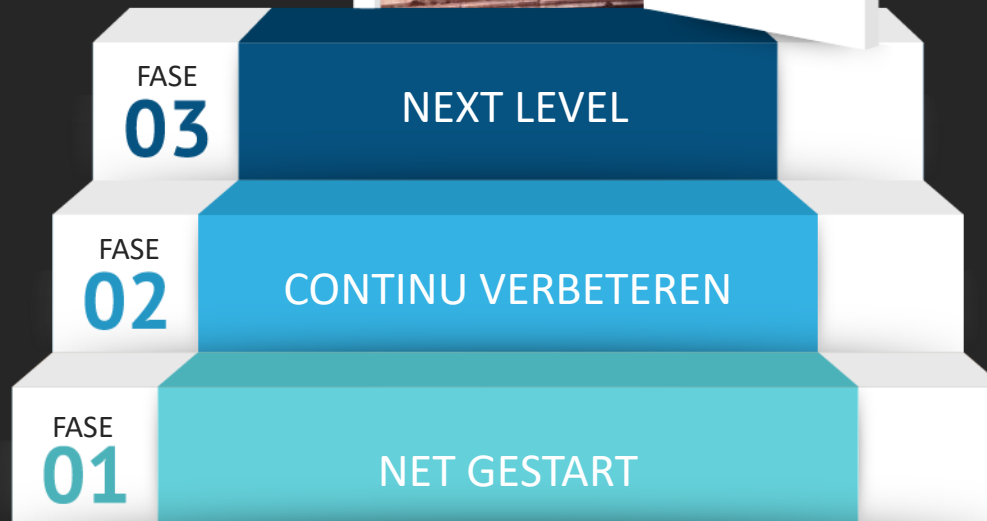 FASE
03
NEXT LEVEL
FASE
02
CONTINU VERBETEREN
FASE
01
NET GESTART